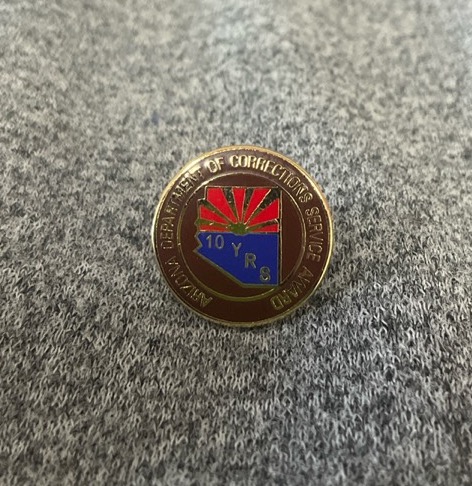 ARIZONA DEPARTMENT OF CORRECTIONS SERVICE AWARD
10 YRS